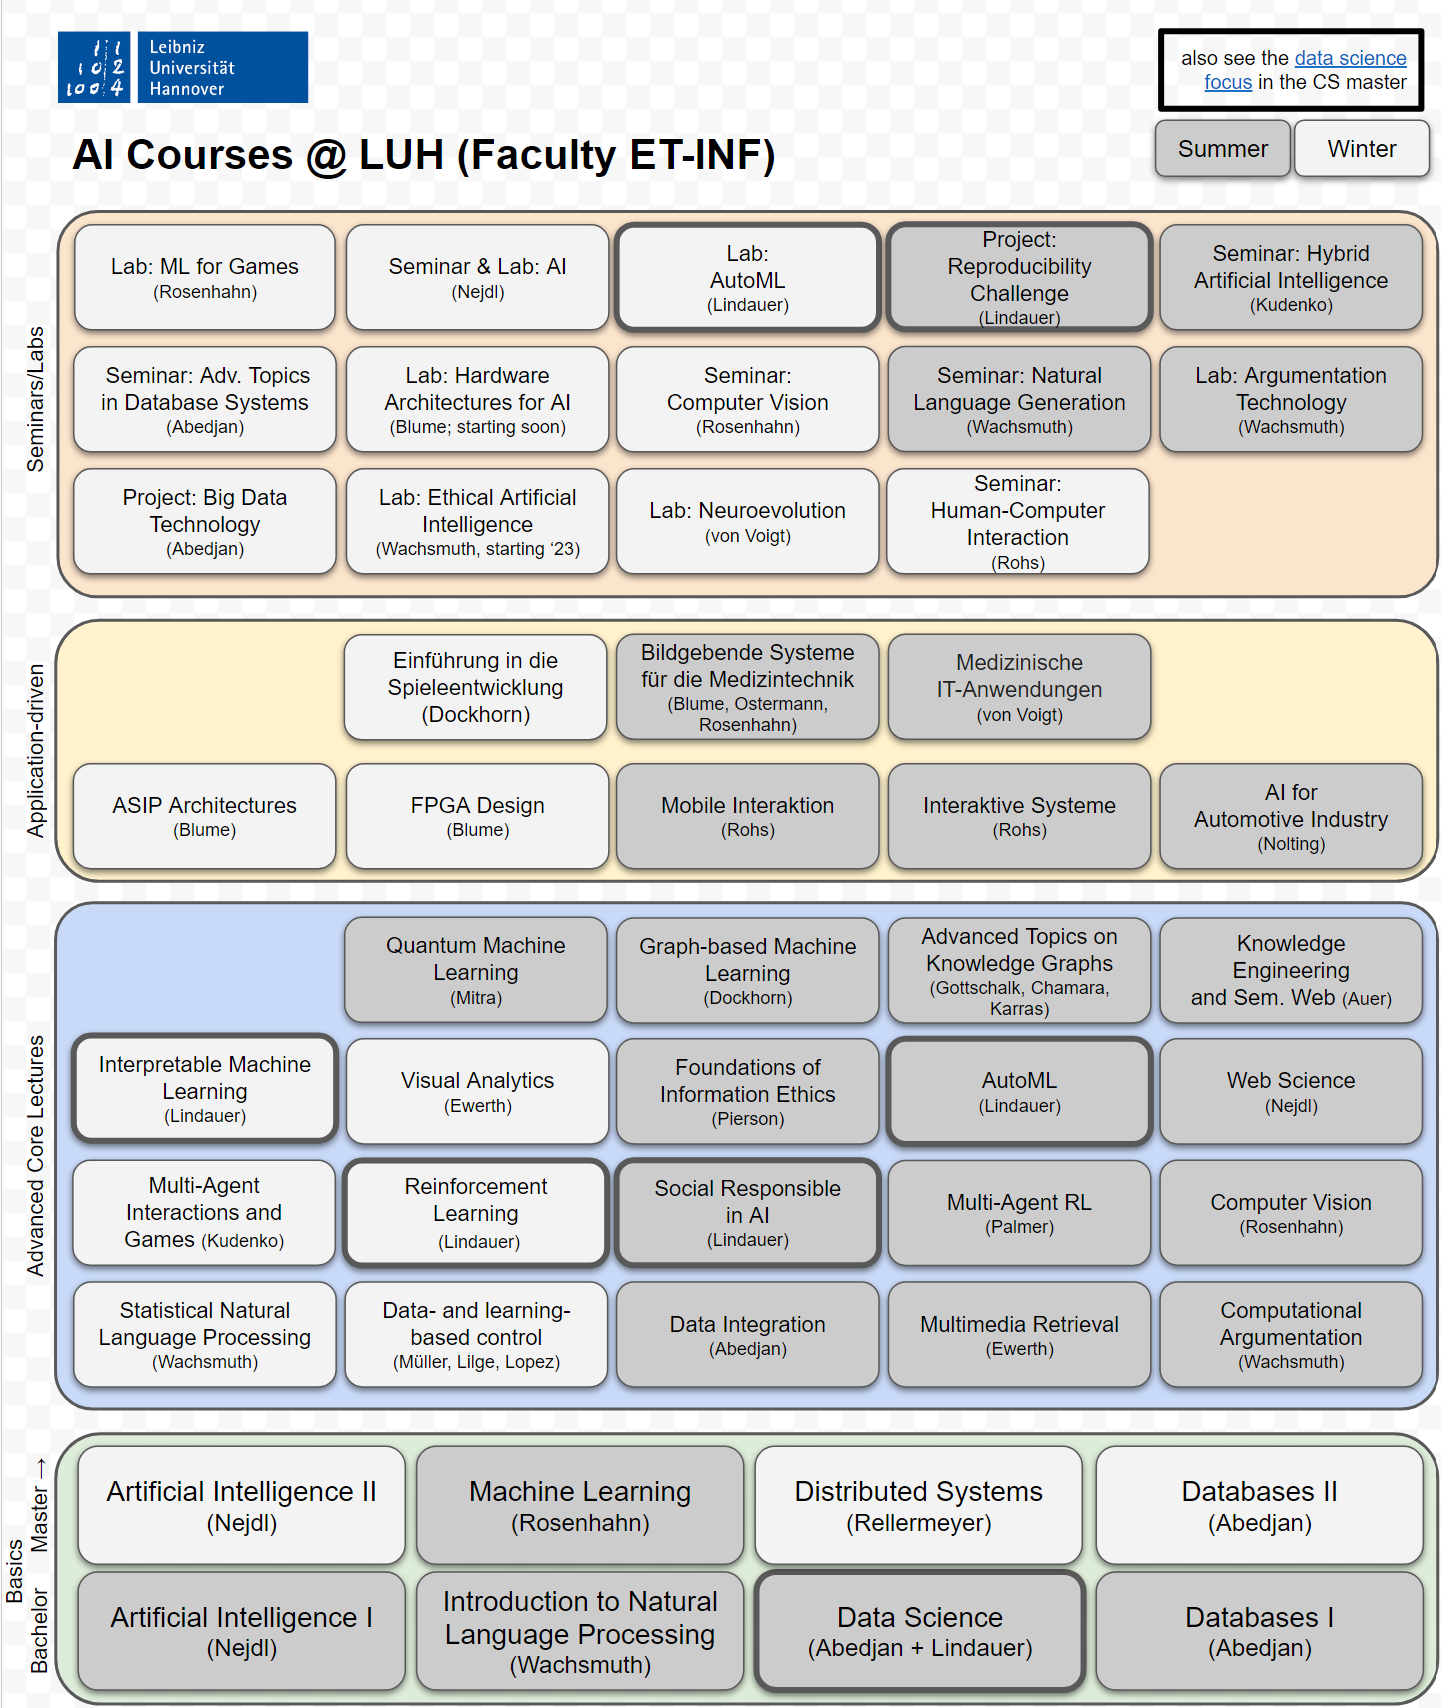 Leibniz
Universität
Hannover
also see the data science
focus in the CS master
AI Courses @ LUH (Faculty ET-INF)
Summer
Winter
Seminars/Labs
Lab: ML for Games
(Rosenhahn)
Seminar & Lab: AI
(Nejdl)
Lab:
AutoML
(Lindauer)
Project:
Reproducibility
Challenge
(Lindauer)
Seminar: Hybrid
Artificial Intelligence
(Kudenko)
Seminar: Adv. Topics
in Database Systems
(Abedjan)
Lab: Hardware
Architectures for AI
(Blume; starting soon)
Seminar:
Computer Vision
(Rosenhahn)
Seminar: Natural
Language Generation
(Wachsmuth)
Lab: Argumentation
Technology
(Wachsmuth)
Project: Big Data
Technology
(Abedjan)
Lab: Ethical Artificial
Intelligence
(Wachsmuth, starting ‘23)
Lab: Neuroevolution
(von Voigt)
Seminar:
Human-Computer
Interaction
(Rohs)
Application-driven
Einführung in die
Spieleentwicklung
(Dockhorn)
Bildgebende Systeme
für die Medizintechnik
(Blume, Ostermann,
Rosenhahn)
Medizinische
IT-Anwendungen
(von Voigt)
ASIP Architectures
(Blume)
FPGA Design
(Blume)
Mobile Interaktion
(Rohs)
Interaktive Systeme
(Rohs)
AI for
Automotive Industry
(Nolting)
Advanced Core Lectures
Quantum Machine
Learning
(Mitra)
Graph-based Machine
Learning
(Dockhorn)
Advanced Topics on
Knowledge Graphs
(Gottschalk, Chamara,
Karras)
Knowledge
Engineering
and Sem. Web (Auer)
Interpretable Machine
Learning
(Lindauer)
Visual Analytics
(Ewerth)
Foundations of
Information Ethics
(Pierson)
AutoML
(Lindauer)
Web Science
(Nejdl)
Multi-Agent
Interactions and
Games (Kudenko)
Reinforcement
Learning
(Lindauer)
Social Responsible
in AI
(Lindauer)
Multi-Agent RL
(Palmer)
Computer Vision
(Rosenhahn)
Statistical Natural
Language Processing
(Wachsmuth)
Data- and learning-
based control
(Müller, Lilge, Lopez)
Data Integration
(Abedjan)
Multimedia Retrieval
(Ewerth)
Computational
Argumentation
(Wachsmuth)
Basics
Master →
Artificial Intelligence II
(Nejdl)
Machine Learning
(Rosenhahn)
Distributed Systems
(Rellermeyer)
Databases II
(Abedjan)
Bachelor
Artificial Intelligence I
(Nejdl)
Introduction to Natural
Language Processing
(Wachsmuth)
Data Science
(Abedjan + Lindauer)
Databases I
(Abedjan)